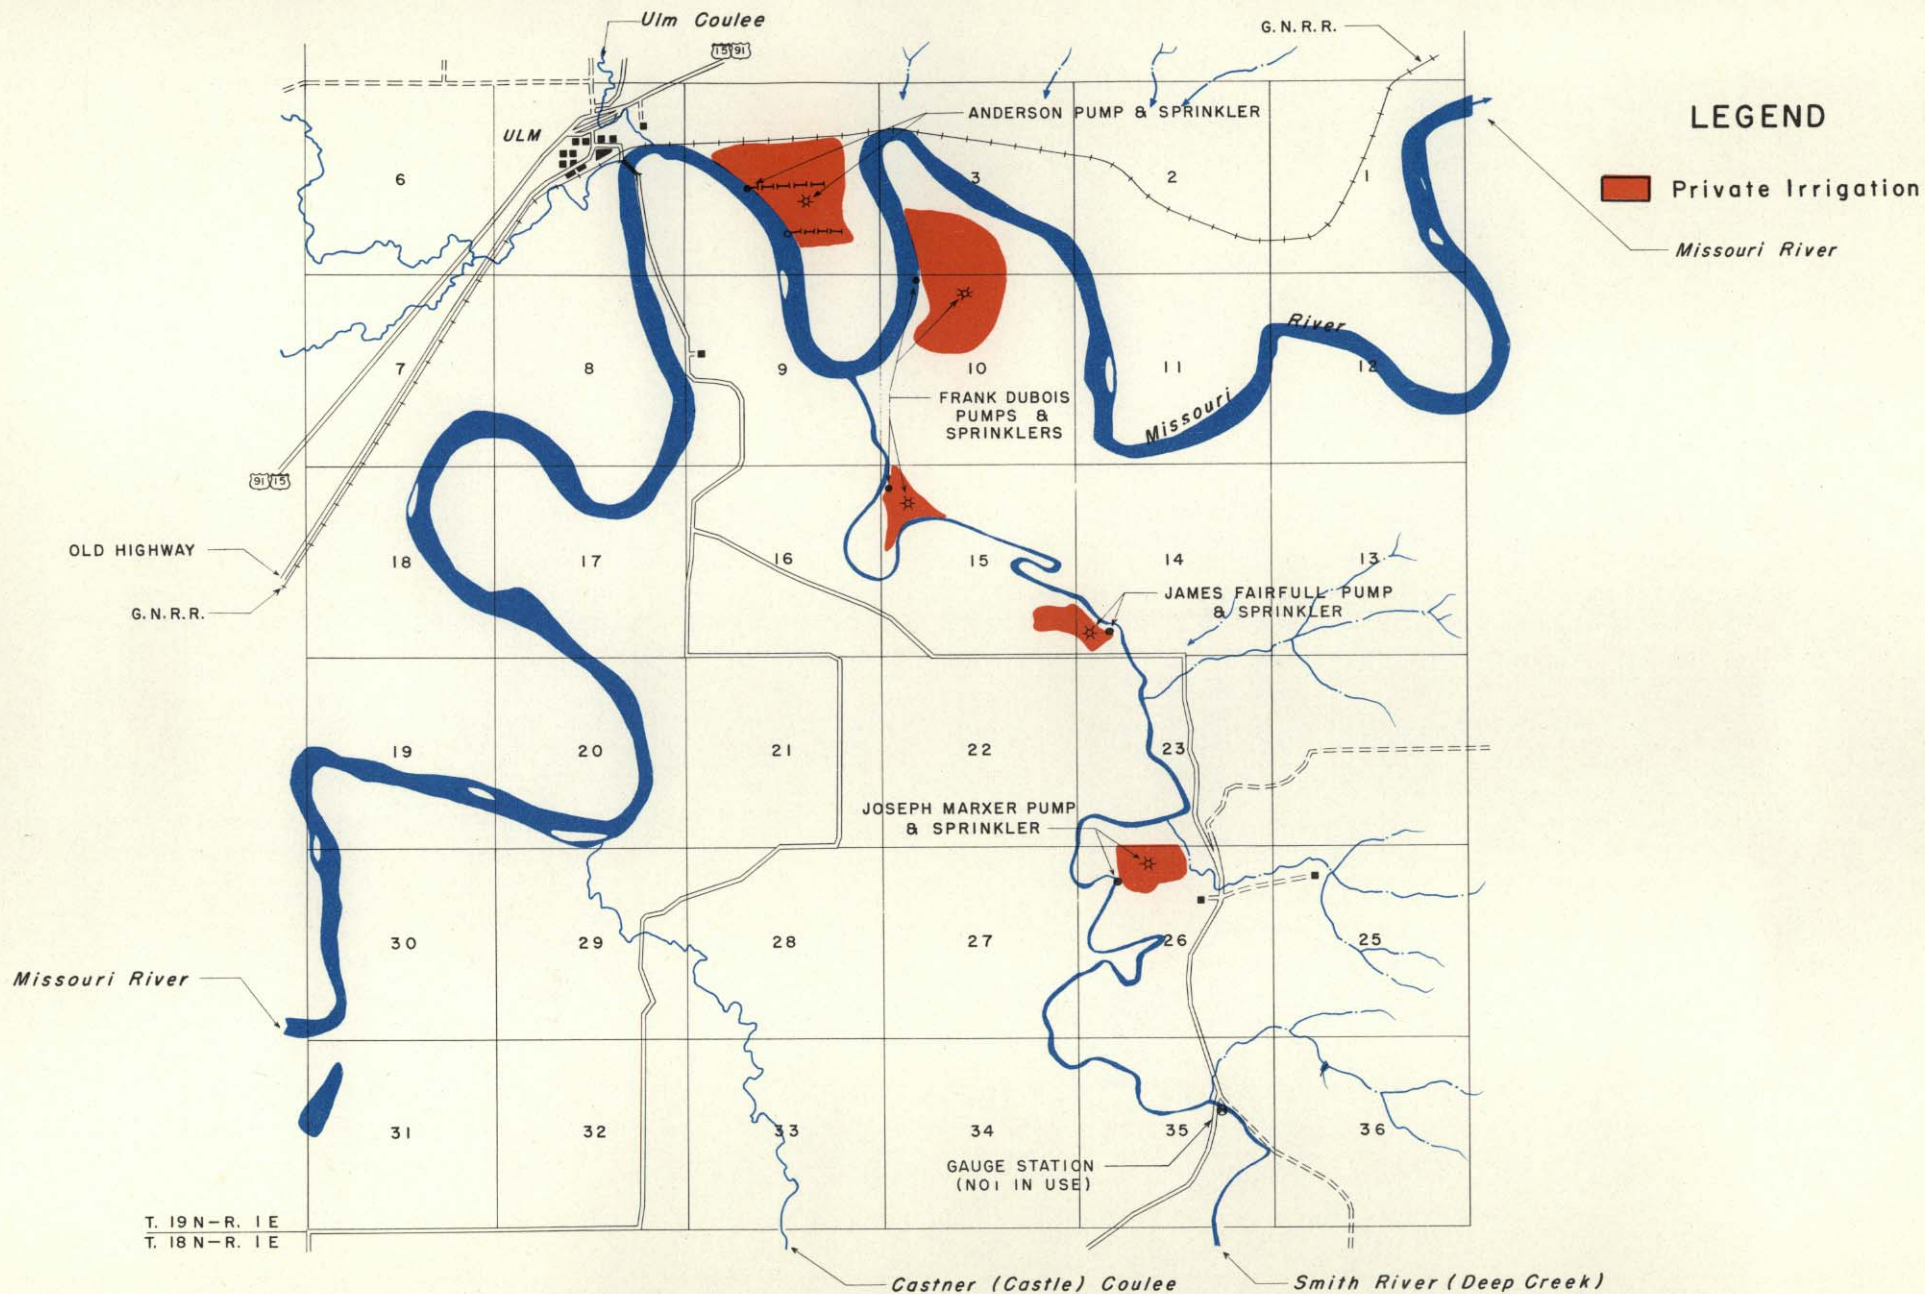 Ulm Coulee
15 91
G. N. R. R.
LEGEND
ANDERSON PUMP & SPRINKLER
ULM
6
3
2
1
Private Irrigation
Missouri River
7
8
9
10
11
12
River
Missouri
FRANK DUBOIS
PUMPS &
SPRINKLERS
91 15
OLD HIGHWAY
G. N. R. R.
18
17
16
15
14
13
JAMES FAIRFULL PUMP
& SPRINKLER
19
20
21
22
23
JOSEPH MARXER PUMP
& SPRINKLER
30
29
28
27
26
25
Missouri River
31
32
33
34
35
36
GAUGE STATION
(NOT IN USE)
T. 19 N–R. 1 E
T. 18 N–R. 1 E
Castner (Castle) Coulee
Smith River (Deep Creek)